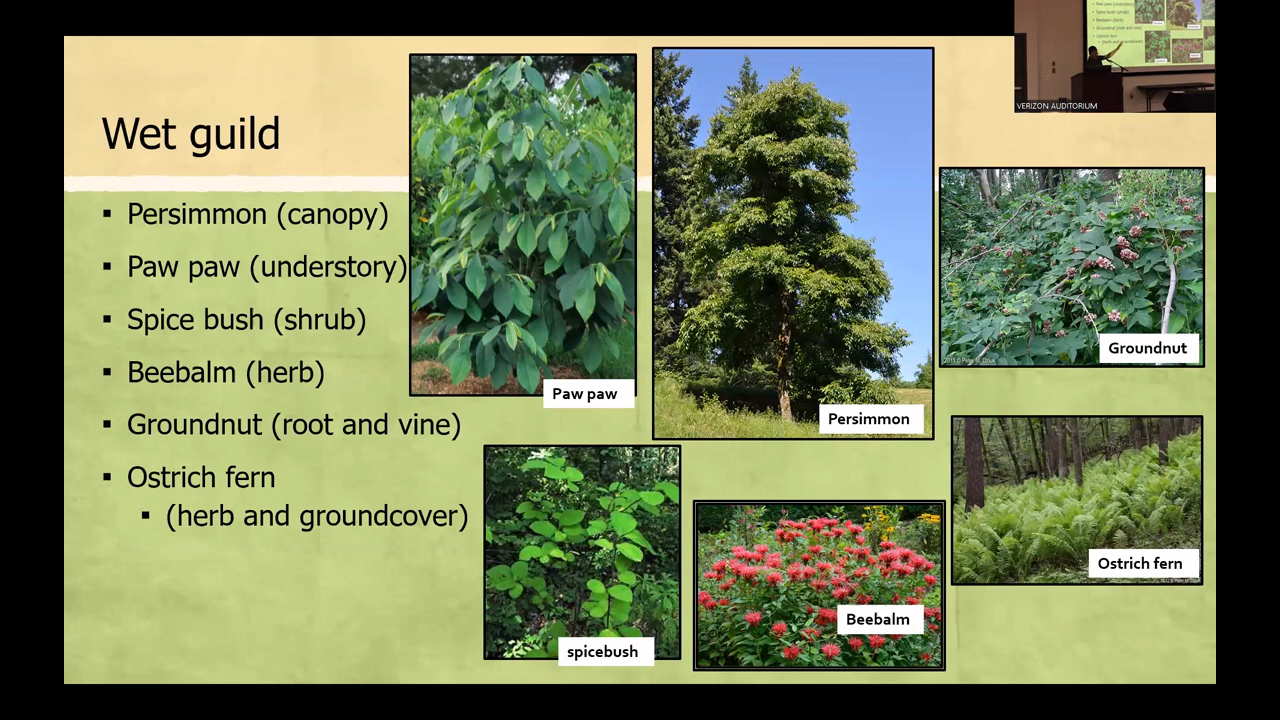 Wet guild
▪ Persimmon (canopy)
▪ Paw paw (understory)
▪ Spice bush (shrub)
▪ Beebalm (herb)
▪ Groundnut (root and vine)
▪ Ostrich fern
▪ (herb and groundcover)
Paw paw
Persimmon
Groundnut
spicebush
Beebalm
Ostrich fern
VERIZON AUDITORIUM